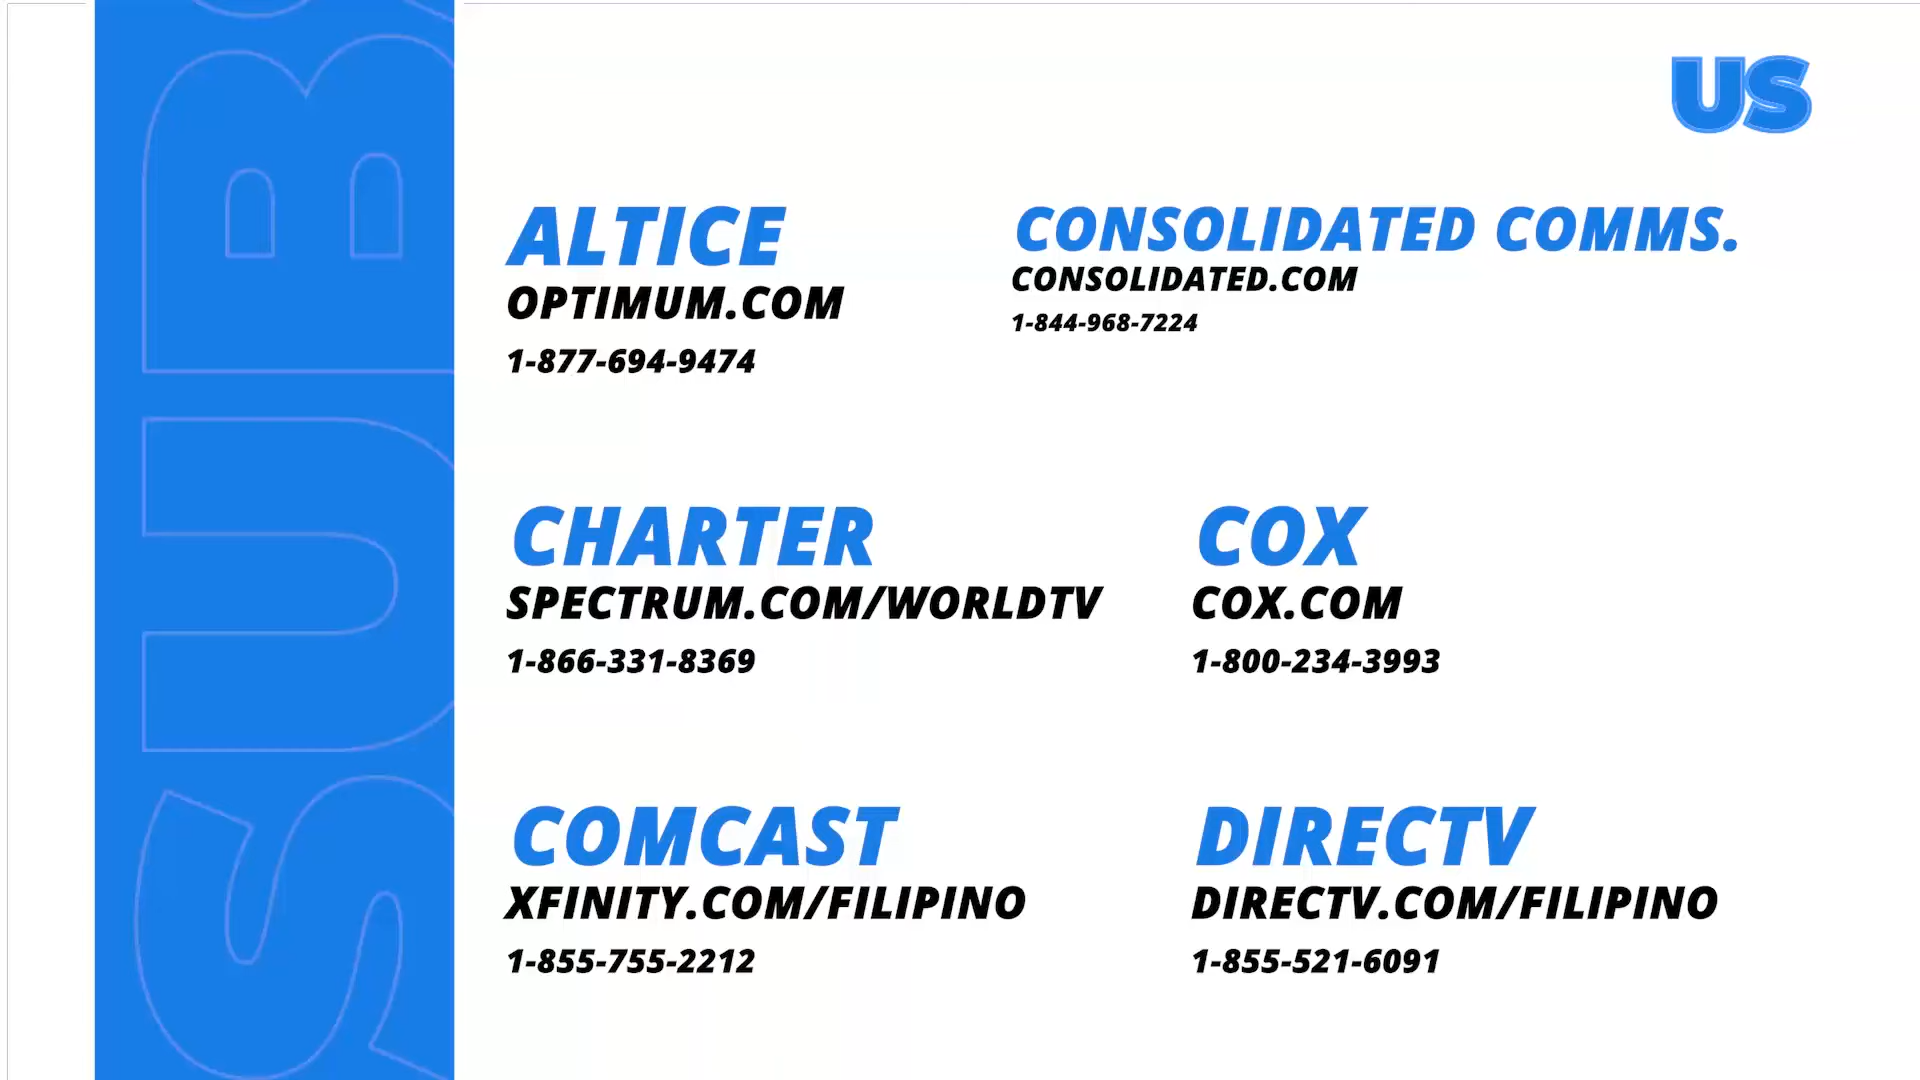 US
SUB
ALTICE
OPTIMUM.COM
1-877-694-9474
CONSOLIDATED COMMS.
CONSOLIDATED.COM
1-844-968-7224
CHARTER
SPECTRUM.COM/WORLDTV
1-866-331-8369
COX
COX.COM
1-800-234-3993
COMCAST
XFINITY.COM/FILIPINO
1-855-755-2212
DIRECTV
DIRECTV.COM/FILIPINO
1-855-521-6091